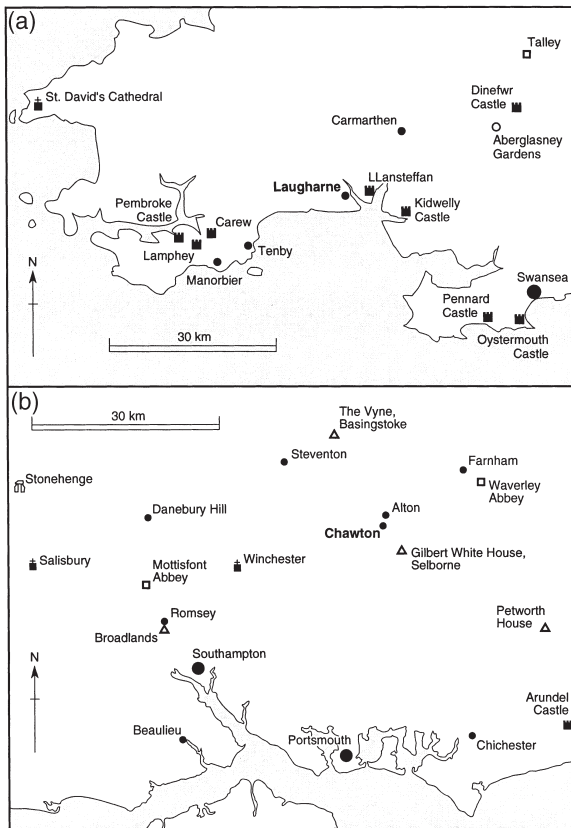 (a)
Talley
St. David's Cathedral
Dinefwr
Castle
Carmarthen
Aberglasney
Gardens
Laugharne
LLansteffan
Pembroke
Castle
Kidwelly
Castle
Carew
Lamphey
Tenby
Manorbier
N
Swansea
Pennard
Castle
30 km
Oystermouth
Castle
(b)
30 km
The Vyne,
Basingstoke
Steventon
Farnham
Stonehenge
Waverley
Abbey
Danebury Hill
Alton
Chawton
Salisbury
Mottisfont
Abbey
Winchester
Gilbert White House,
Selborne
Romsey
Broadlands
Petworth
House
N
Southampton
Arundel
Castle
Beaulieu
Portsmouth
Chichester